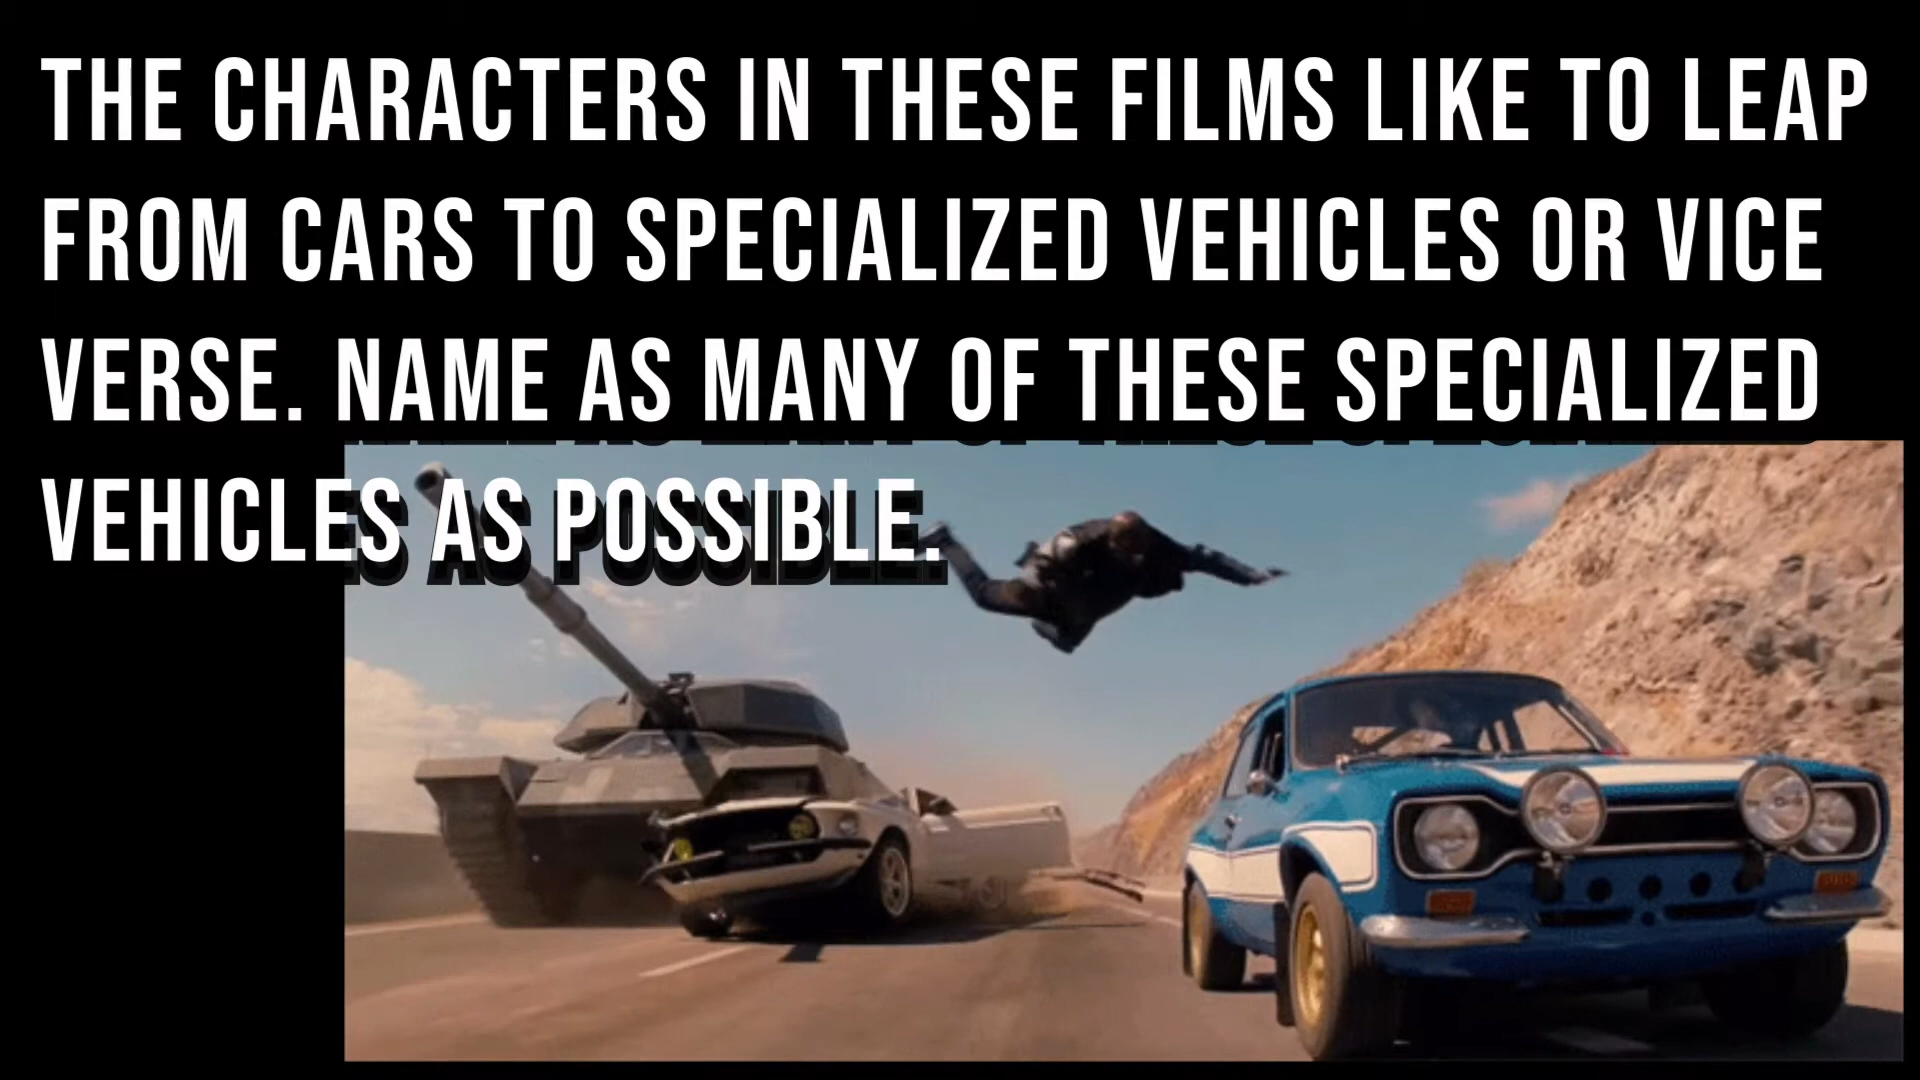 THE CHARACTERS IN THESE FILMS LIKE TO LEAP
FROM CARS TO SPECIALIZED VEHICLES OR VICE
VERSE. NAME AS MANY OF THESE SPECIALIZED
VEHICLES AS POSSIBLE.